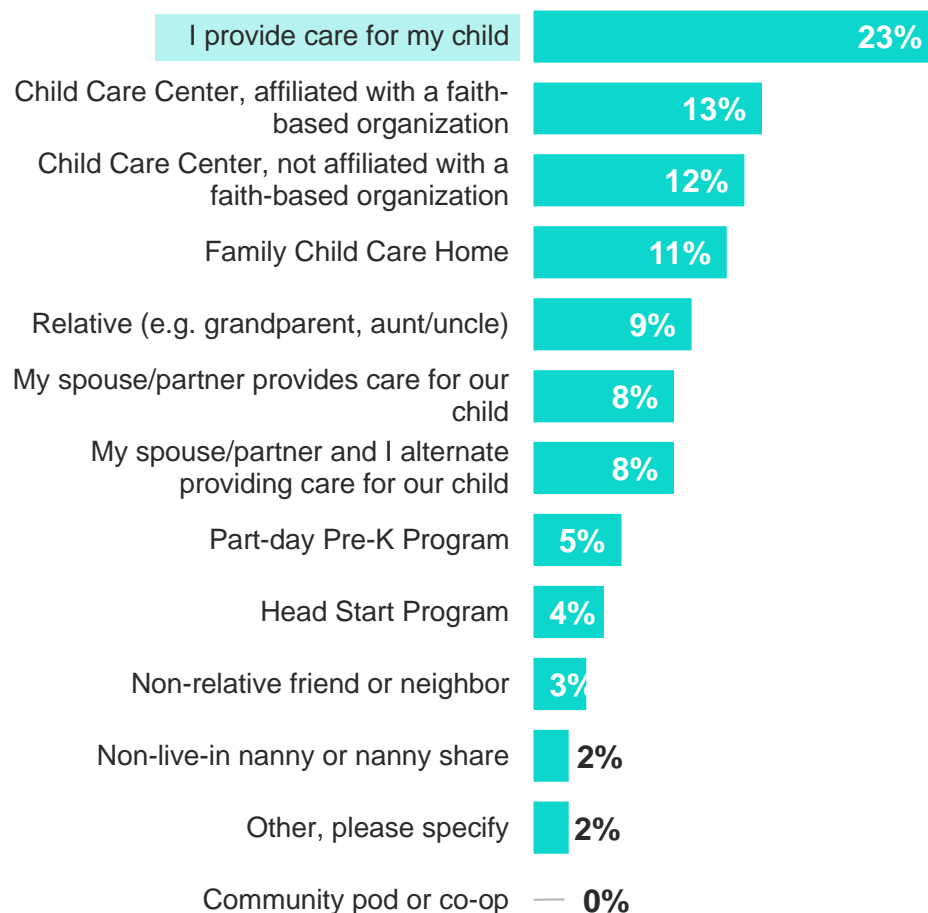 I provide care for my child
23%
Child Care Center, affiliated with a faith-
based organization
13%
Child Care Center, not affiliated with a
faith-based organization
12%
Family Child Care Home
11%
Relative (e.g. grandparent, aunt/uncle)
9%
My spouse/partner provides care for our
child
8%
My spouse/partner and I alternate
providing care for our child
8%
Part-day Pre-K Program
5%
Head Start Program
4%
Non-relative friend or neighbor
3%
Non-live-in nanny or nanny share
2%
Other, please specify
2%
Community pod or co-op
0%